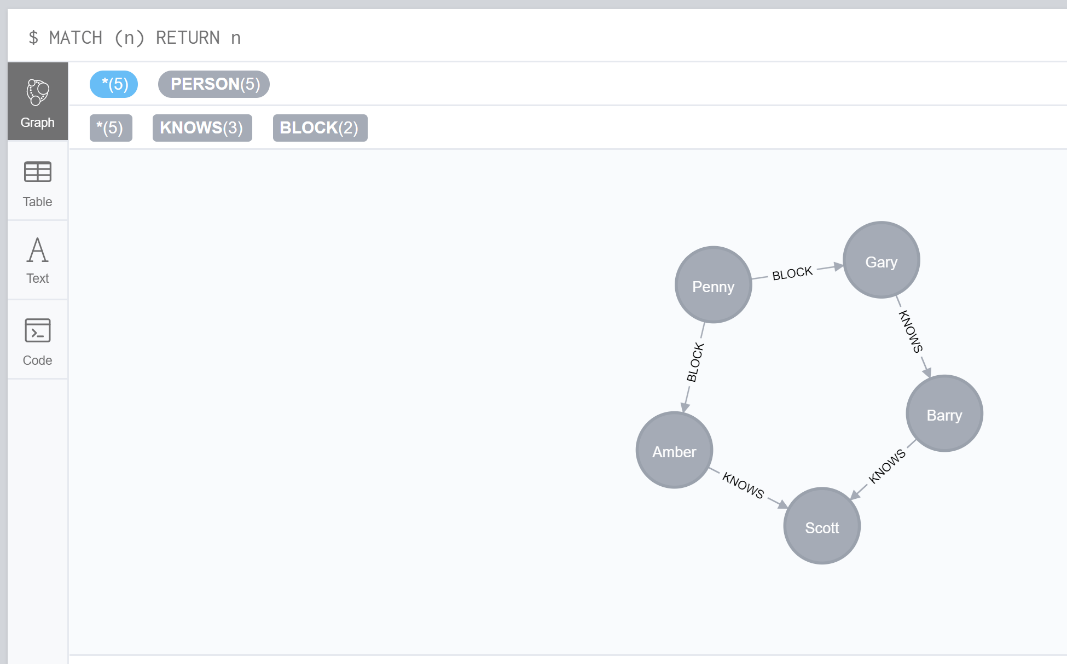 $ MATCH (n) RETURN n
*(5) PERSON(5)
Graph
*(5) KNOWS(3) BLOCK(2)
Table
Text
Code
Penny
BLOCK
Gary
BLOCK
KNOWS
Amber
Barry
KNOWS
KNOWS
Scott